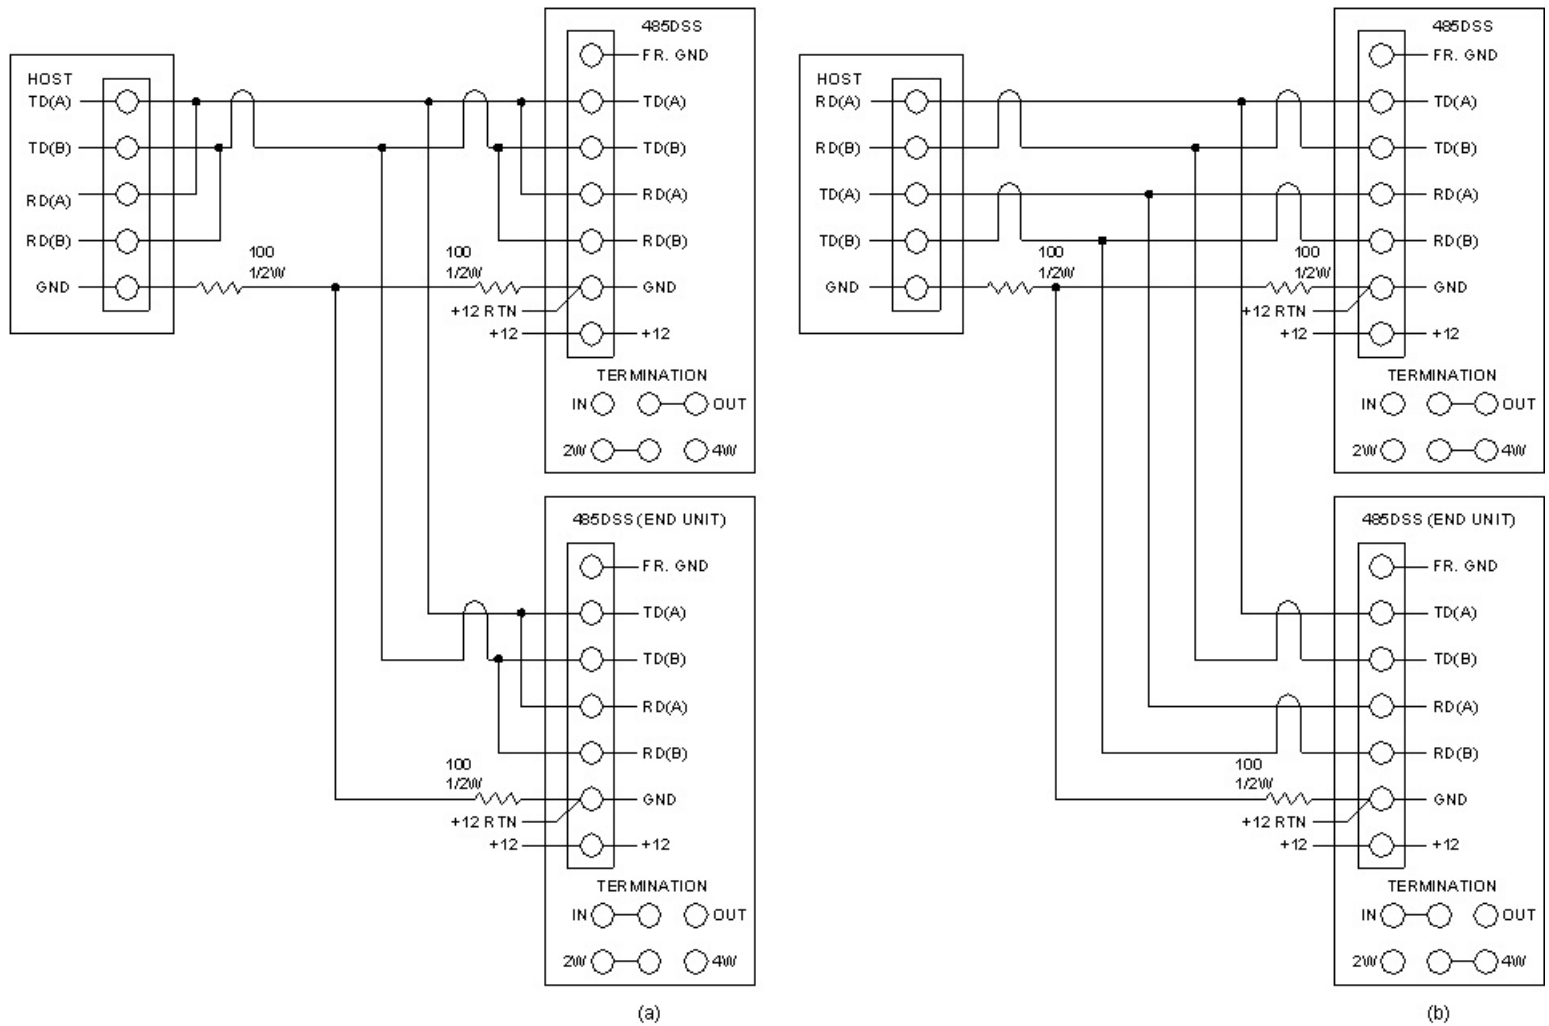 HOST
TD(A)
TD(B)
RD(A)
RD(B)
GND
100
1/2W
100
1/2W
+12 RTN
+12
485DSS
FR. GND
TD(A)
TD(B)
RD(A)
RD(B)
GND
+12
TERMINATION
IN OUT
2W 4W
485DSS (END UNIT)
FR. GND
TD(A)
TD(B)
RD(A)
RD(B)
GND
+12
100
1/2W
+12 RTN
+12
TERMINATION
IN OUT
2W 4W
(a)
HOST
RD(A)
RD(B)
TD(A)
TD(B)
GND
100
1/2W
100
1/2W
+12 RTN
+12
485DSS
FR. GND
TD(A)
TD(B)
RD(A)
RD(B)
GND
+12
TERMINATION
IN OUT
2W 4W
485DSS (END UNIT)
FR. GND
TD(A)
TD(B)
RD(A)
RD(B)
GND
+12
100
1/2W
+12 RTN
+12
TERMINATION
IN OUT
2W 4W
(b)